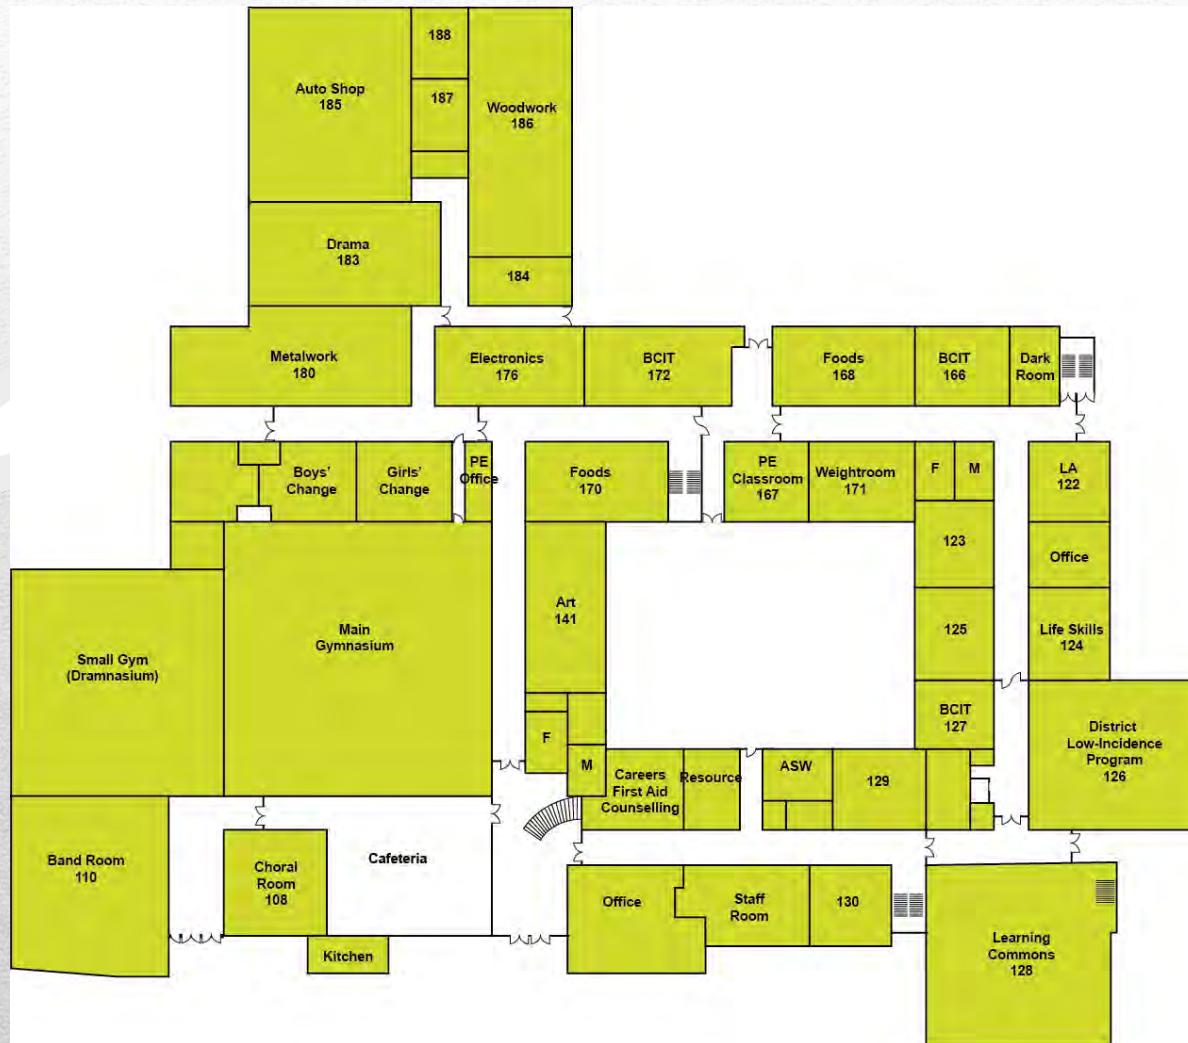 188
Auto Shop
185
187
Woodwork
186
Drama
183
184
Metalwork
180
Electronics
176
BCIT
172
Foods
168
BCIT
166
Dark
Room
Boys'
Change
Girls'
Change
PE
Office
Foods
170
PE
Classroom
167
Weightroom
171
F
M
LA
122
123
Office
Art
141
125
Life Skills
124
Main
Gymnasium
Small Gym
(Dramnasium)
BCIT
127
District
Low-Incidence
Program
126
F
M
Careers
First Aid
Counselling
Resource
ASW
129
Band Room
110
Choral
Room
108
Cafeteria
Office
Staff
Room
130
Kitchen
Learning
Commons
128